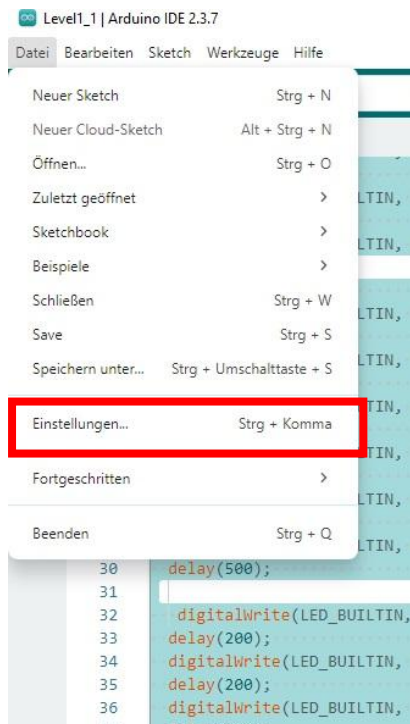 Level1_1 | Arduino IDE 2.3.7
Datei Bearbeiten Sketch Werkzeuge Hilfe
Neuer Sketch Strg + N
Neuer Cloud-Sketch Alt + Strg + N
Öffnen... Strg + O
Zuletzt geöffnet >
LTIN,
Sketchbook >
LTIN,
Beispiele >
Schließen Strg + W
LTIN,
Save Strg + S
Speichern unter... Strg + Umschalttaste + S
LTIN,
TIN,
Einstellungen... Strg + Komma
TIN,
Fortgeschritten >
LTIN,
Beenden Strg + Q
LTIN,
30 delay(500);
31
32 digitalWrite(LED_BUILTIN,
33 delay(200);
34 digitalWrite(LED_BUILTIN,
35 delay(200);
36 digitalWrite(LED_BUILTIN,